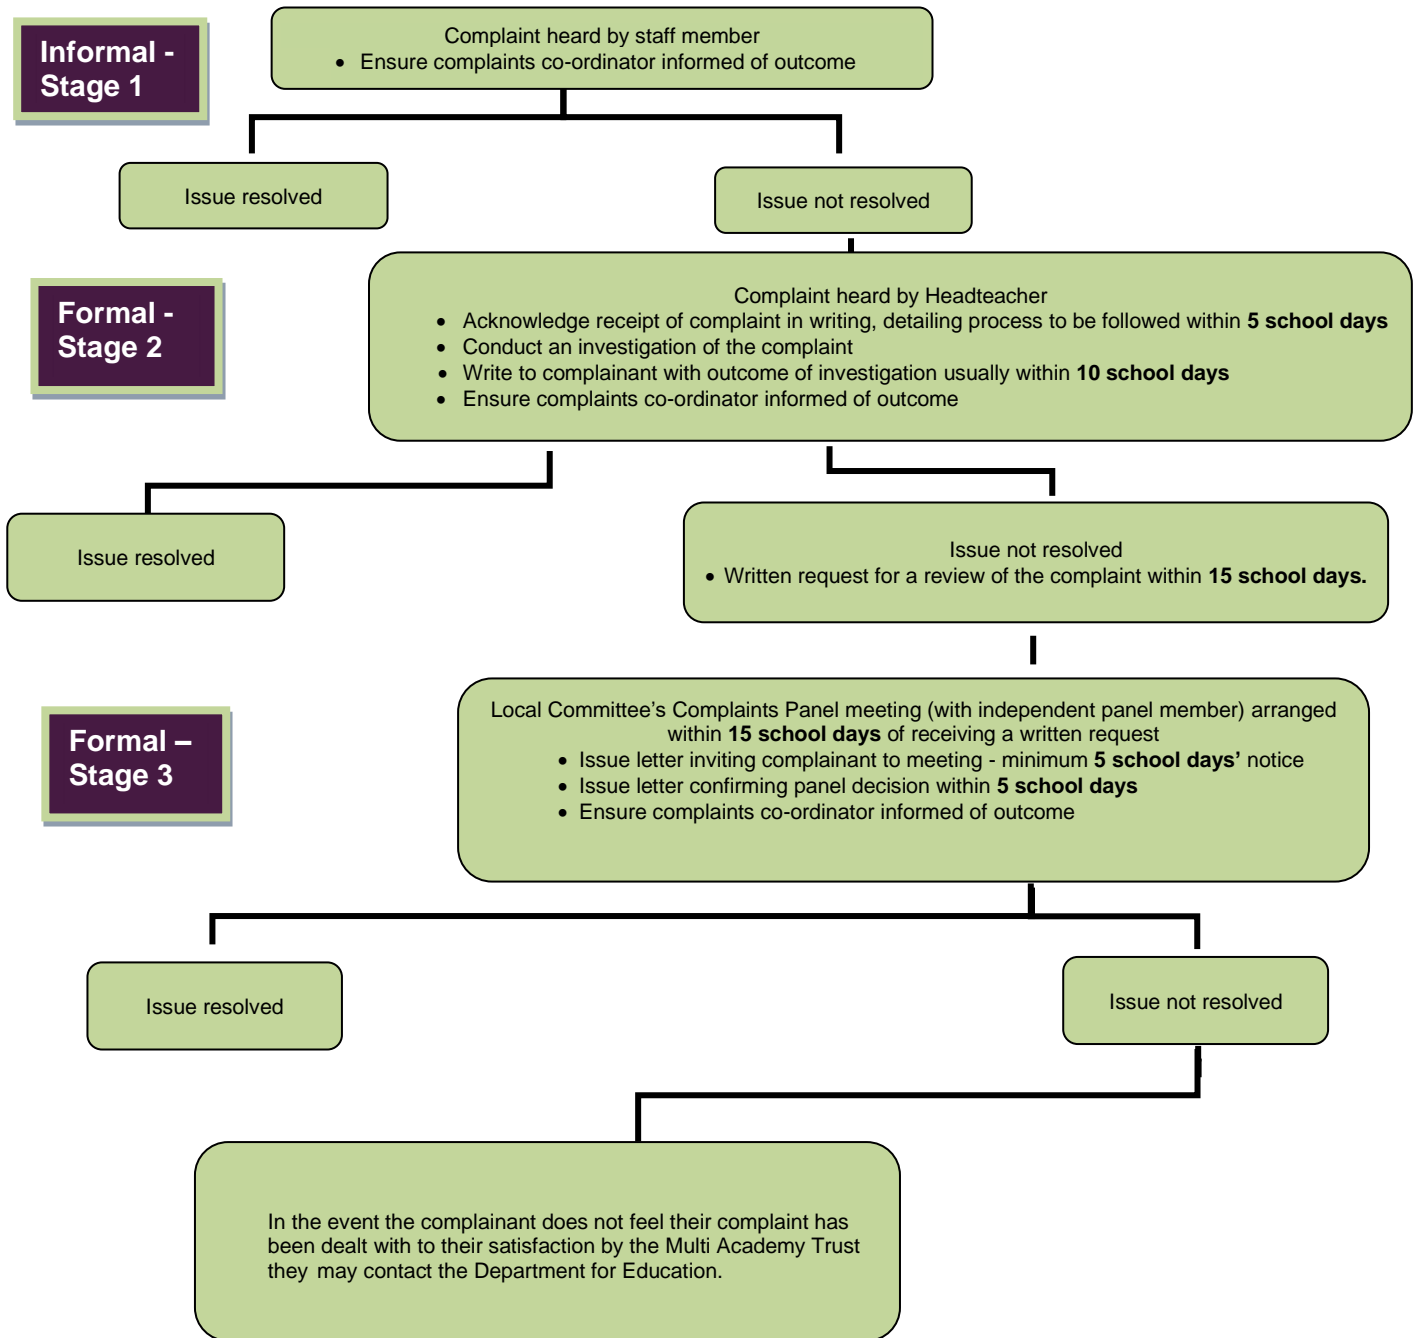 Informal -
Stage 1
Complaint heard by staff member
• Ensure complaints co-ordinator informed of outcome
Issue resolved
Issue not resolved
Formal -
Stage 2
Complaint heard by Headteacher
• Acknowledge receipt of complaint in writing, detailing process to be followed within 5 school days
• Conduct an investigation of the complaint
• Write to complainant with outcome of investigation usually within 10 school days
• Ensure complaints co-ordinator informed of outcome
Issue resolved
Issue not resolved
• Written request for a review of the complaint within 15 school days.
Formal –
Stage 3
Local Committee's Complaints Panel meeting (with independent panel member) arranged
within 15 school days of receiving a written request
• Issue letter inviting complainant to meeting - minimum 5 school days' notice
• Issue letter confirming panel decision within 5 school days
• Ensure complaints co-ordinator informed of outcome
Issue resolved
Issue not resolved
In the event the complainant does not feel their complaint has
been dealt with to their satisfaction by the Multi Academy Trust
they may contact the Department for Education.